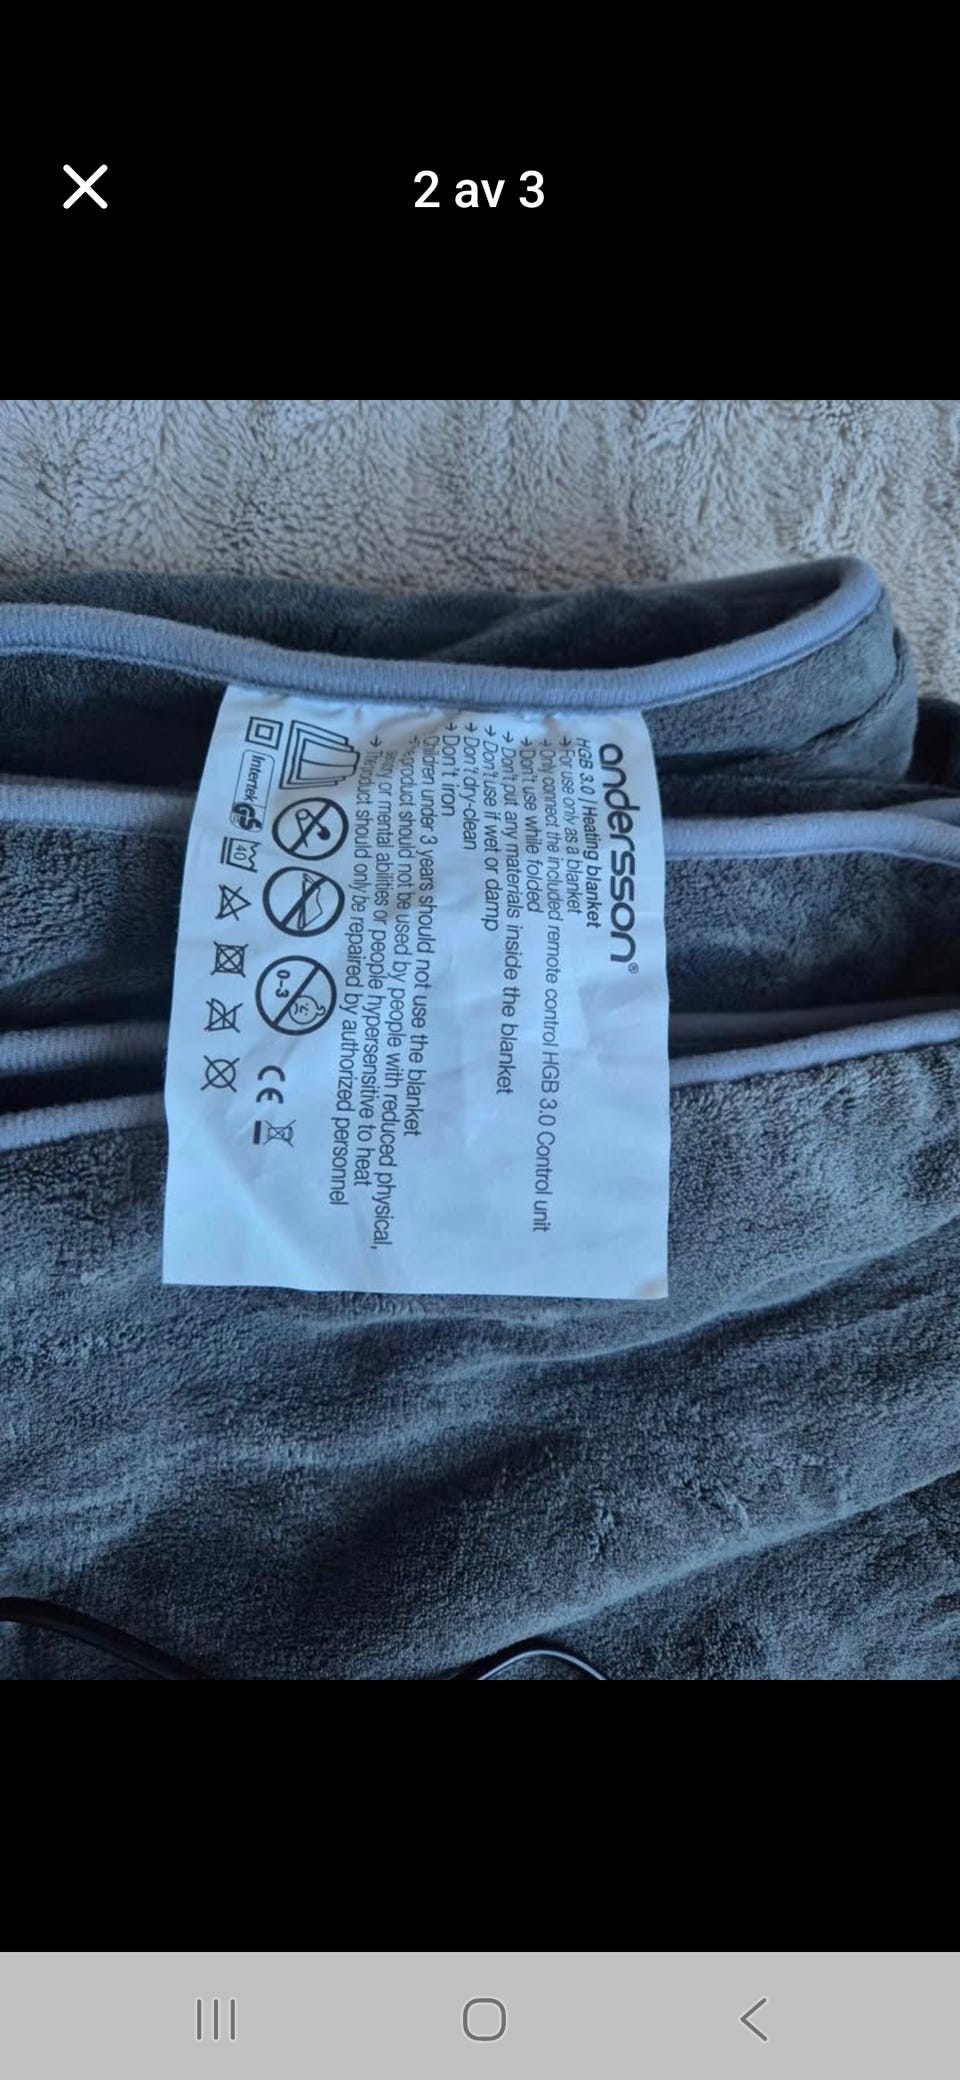 2 av 3
andersson®
HGB 3.0 / Heating blanket
→ For use only as a blanket
→ Only connect the included remote control HGB 3.0 Control unit
→ Don't use while folded
→ Don't put any materials inside the blanket
→ Don't use if wet or damp
→ Don't dry-clean
→ Don't iron
Children under 3 years should not use the blanket
product should not be used by people with reduced physical,
or mental abilities or people hypersensitive to heat
→ The product should only be repaired by authorized personnel
0-3
CE
Intertek GS
40